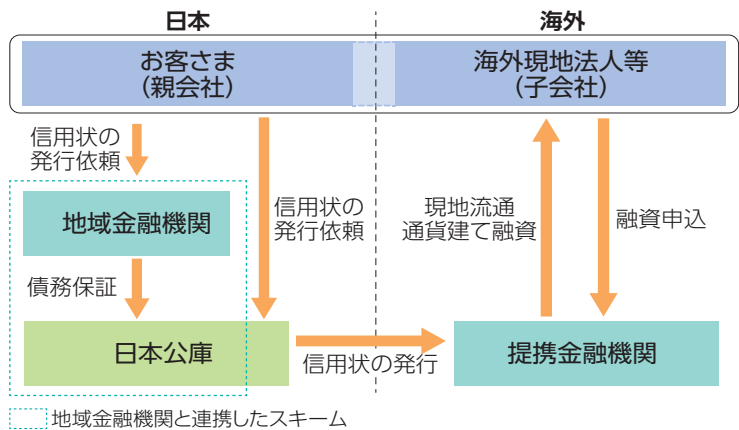 日本
海外
お客さま
(親会社)
海外現地法人等
(子会社)
信用状の
発行依頼
地域金融機関
債務保証
信用状の
発行依頼
現地流通
通貨建て融資
融資申込
日本公庫
信用状の発行
提携金融機関
地域金融機関と連携したスキーム